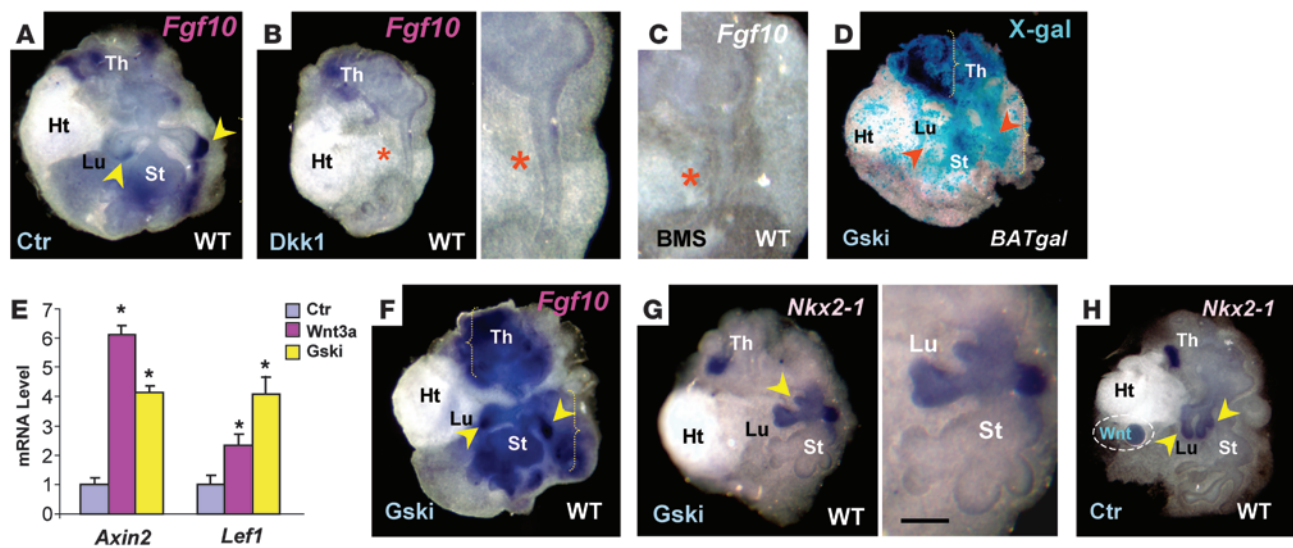 A
Fgf10
Th
Ht
Lu
St
Ctr
WT
B
Fgf10
Th
Ht
*
Dkk1
WT
*
C
Fgf10
*
BMS
WT
D
X-gal
Th
Ht
Lu
St
Gski
BATgal
E
mRNA Level
7
6
5
4
3
2
1
0
Ctr
Wnt3a
Gski
*
*
*
*
Axin2
Lef1
F
Fgf10
Th
Ht
Lu
St
Gski
WT
G
Nkx2-1
Th
Ht
Lu
St
Gski
WT
Lu
St
H
Nkx2-1
Th
Ht
Wnt
Lu
St
Ctr
WT